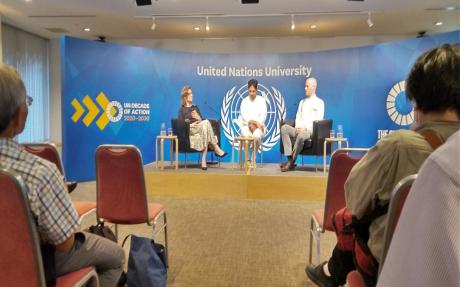 United Nations University
UN DECADE
OF ACTION
2020-2030
THE